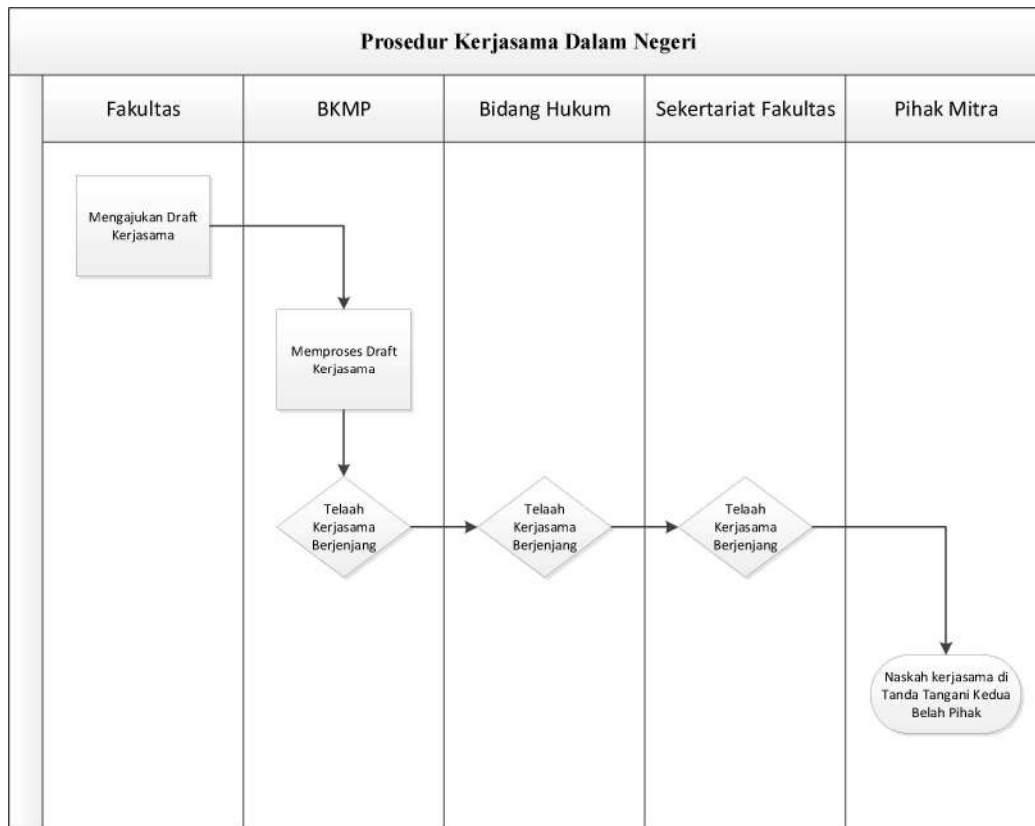 Prosedur Kerjasama Dalam Negeri
Fakultas
BKMP
Bidang Hukum
Sekertariat Fakultas
Pihak Mitra
Mengajukan Draft
Kerjasama
Memproses Draft
Kerjasama
Telaah
Kerjasama
Berjenjang
Telaah
Kerjasama
Berjenjang
Telaah
Kerjasama
Berjenjang
Naskah kerjasama di
Tanda Tangani Kedua
Belah Pihak